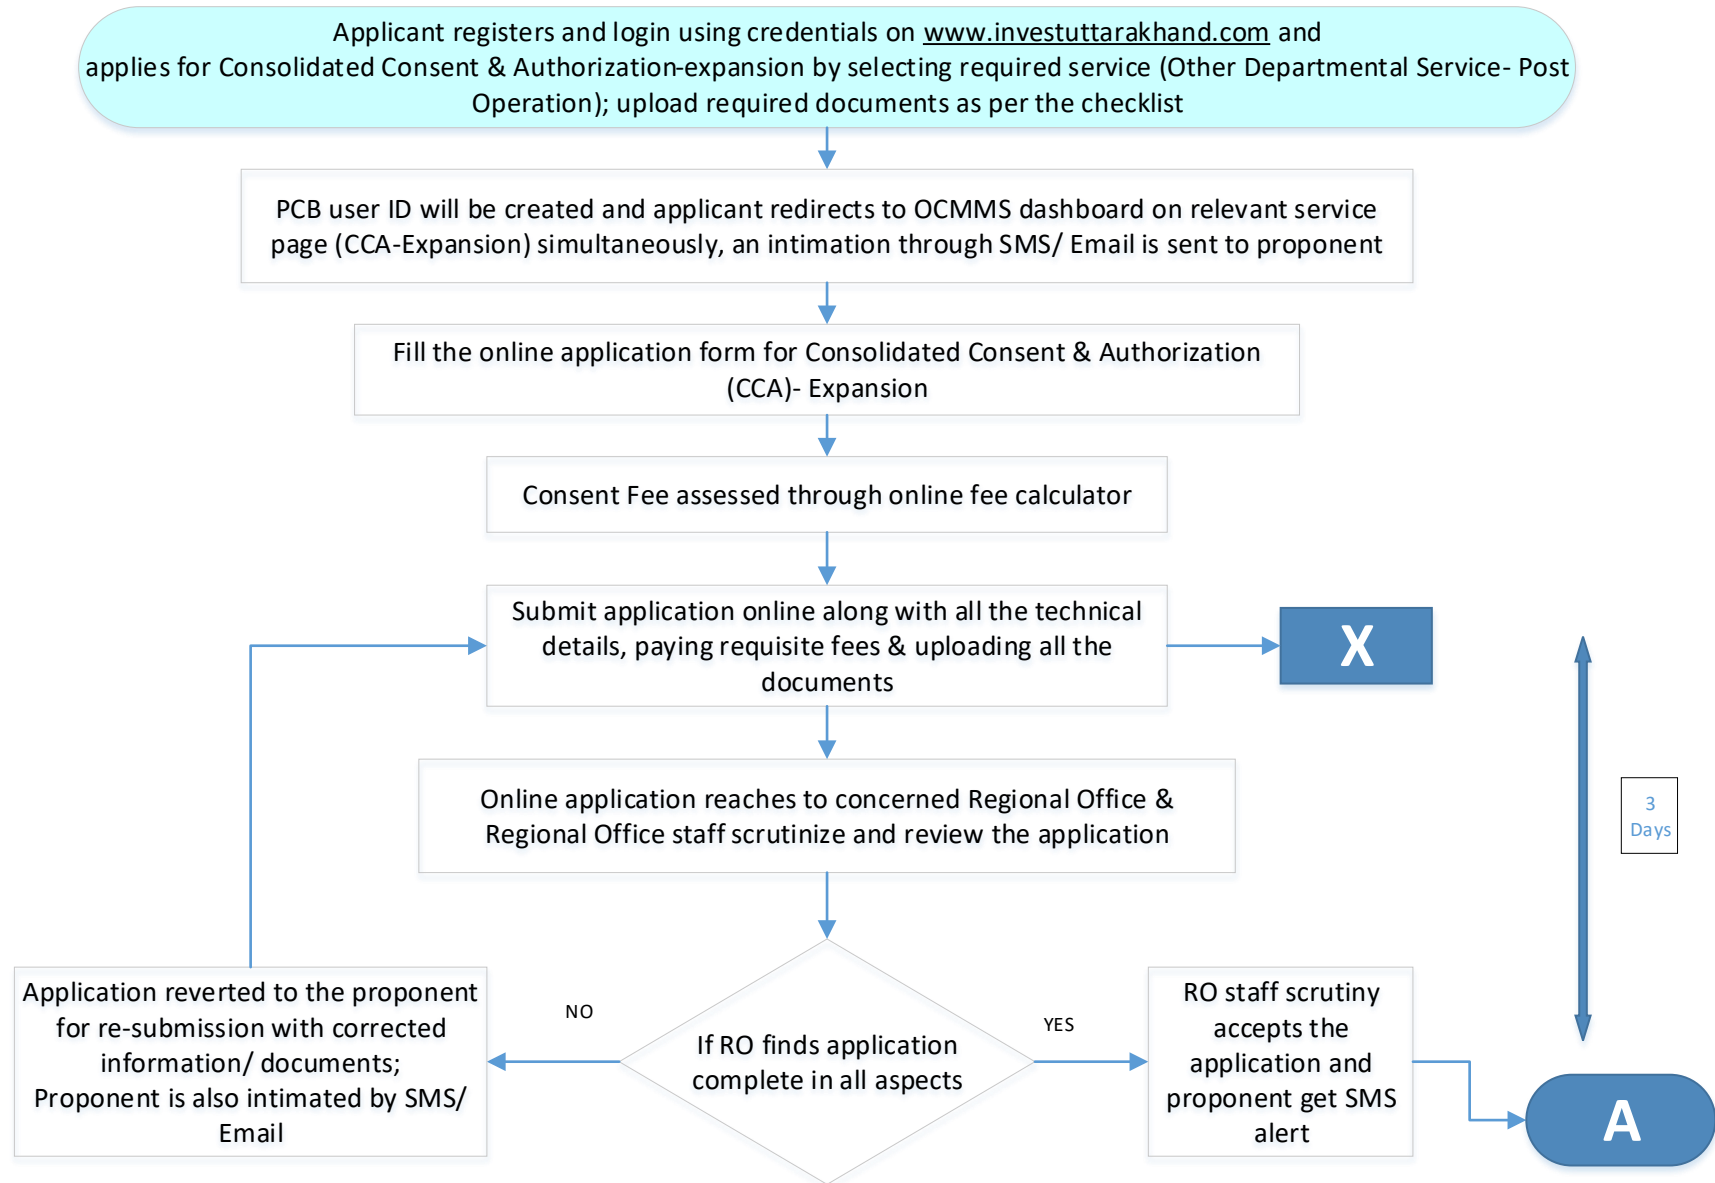 Applicant registers and login using credentials on www.investuttarakhand.com and
applies for Consolidated Consent & Authorization-expansion by selecting required service (Other Departmental Service- Post
Operation); upload required documents as per the checklist
PCB user ID will be created and applicant redirects to OCMMS dashboard on relevant service
page (CCA-Expansion) simultaneously, an intimation through SMS/ Email is sent to proponent
Fill the online application form for Consolidated Consent & Authorization
(CCA)- Expansion
Consent Fee assessed through online fee calculator
Submit application online along with all the technical
details, paying requisite fees & uploading all the
documents
X
Online application reaches to concerned Regional Office &
Regional Office staff scrutinize and review the application
3
Days
Application reverted to the proponent
for re-submission with corrected
information/ documents;
Proponent is also intimated by SMS/
Email
NO
If RO finds application
complete in all aspects
YES
RO staff scrutiny
accepts the
application and
proponent get SMS
alert
A